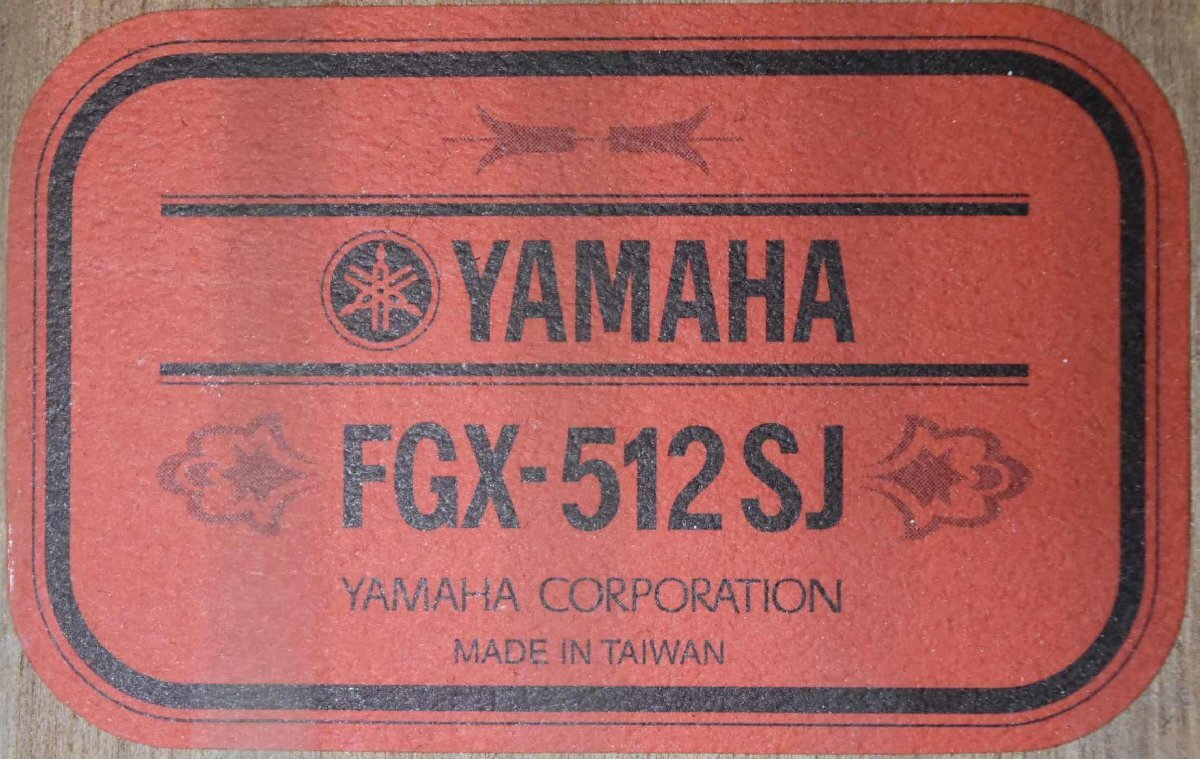 YAMAHA
FGX-512SJ
YAMAHA CORPORATION
MADE IN TAIWAN